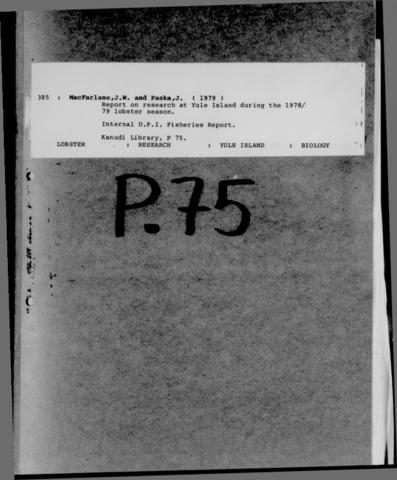 385 : MacFarlane,J.W. and Paska,J. ( 1979 )
Report on research at Yule Island during the 1978/
79 lobster season.
Internal D.P.I. Fisheries Report.
Kanudi Library, P 75.
LOBSTER : RESEARCH : YULE ISLAND : BIOLOGY
P.75